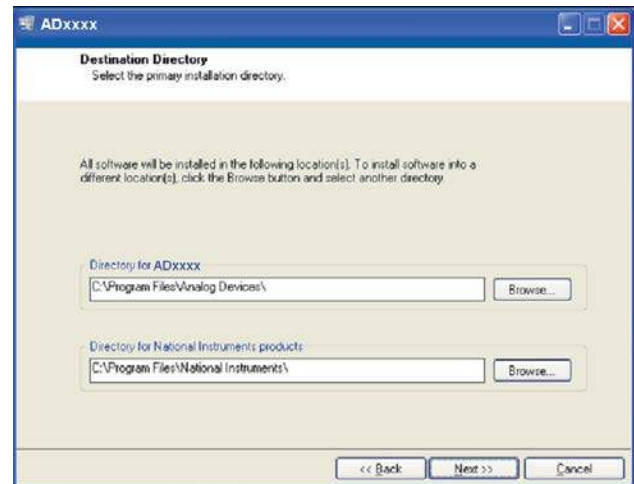 ADxxxx
Destination Directory
Select the primary installation directory.
All software will be installed in the following location(s). To install software into a
different location(s), click the Browse button and select another directory.
Directory for ADxxxx
C:\Program Files\Analog Devices\
Browse...
Directory for National Instruments products
C:\Program Files\National Instruments\
Browse...
<< Back
Next >>
Cancel